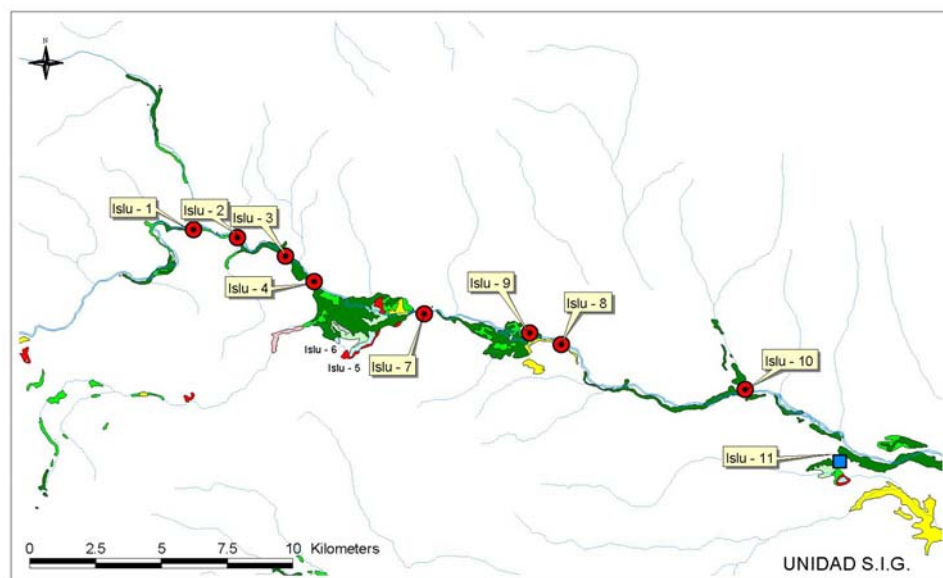 N
Islu - 1
Islu - 2
Islu - 3
Islu - 4
Islu - 9
Islu - 8
Islu - 6
Islu - 5
Islu - 7
Islu - 10
Islu - 11
0 2.5 5 7.5 10 Kilometers
UNIDAD S.I.G.